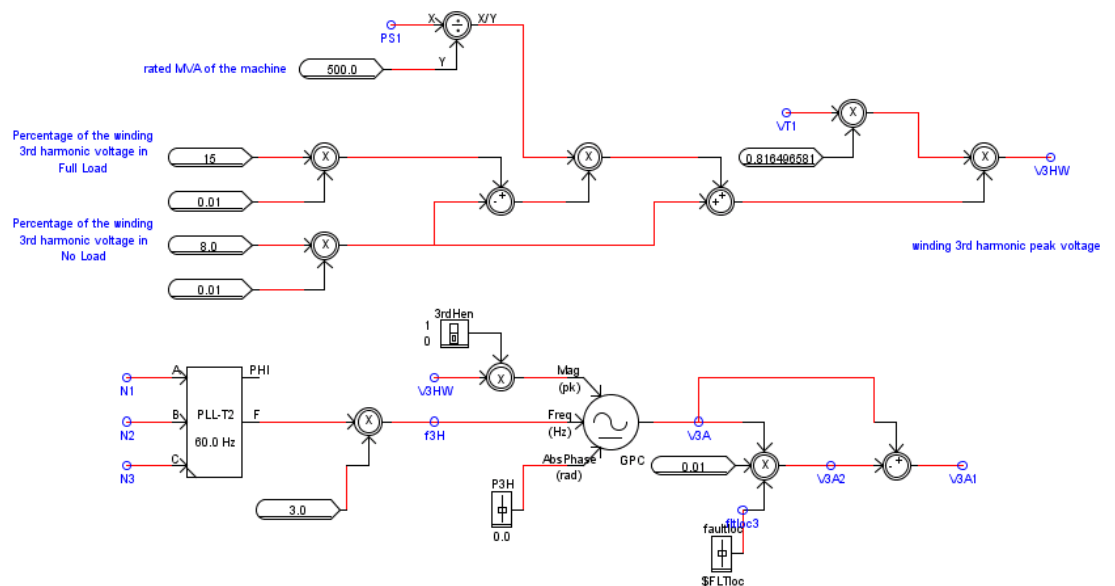 X
X/Y
PS1
Y
rated MVA of the machine
500.0
Percentage of the winding
3rd harmonic voltage in
Full Load
15
X
X
0.01
- +
+ +
VT1
X
0.816496581
X
V3HW
Percentage of the winding
3rd harmonic voltage in
No Load
8.0
X
0.01
winding 3rd harmonic peak voltage
3rdHen
1
0
A
PHI
N1
V3HW
X
Mag
(pk)
PLL-T2
B
F
X
N2
f3H
Freq
(Hz)
V3A
60.0 Hz
C
N3
AbsPhase
(rad)
GPC
0.01
X
V3A2
- +
V3A1
3.0
P3H
0.0
fltloc3
faultloc
$FLTloc